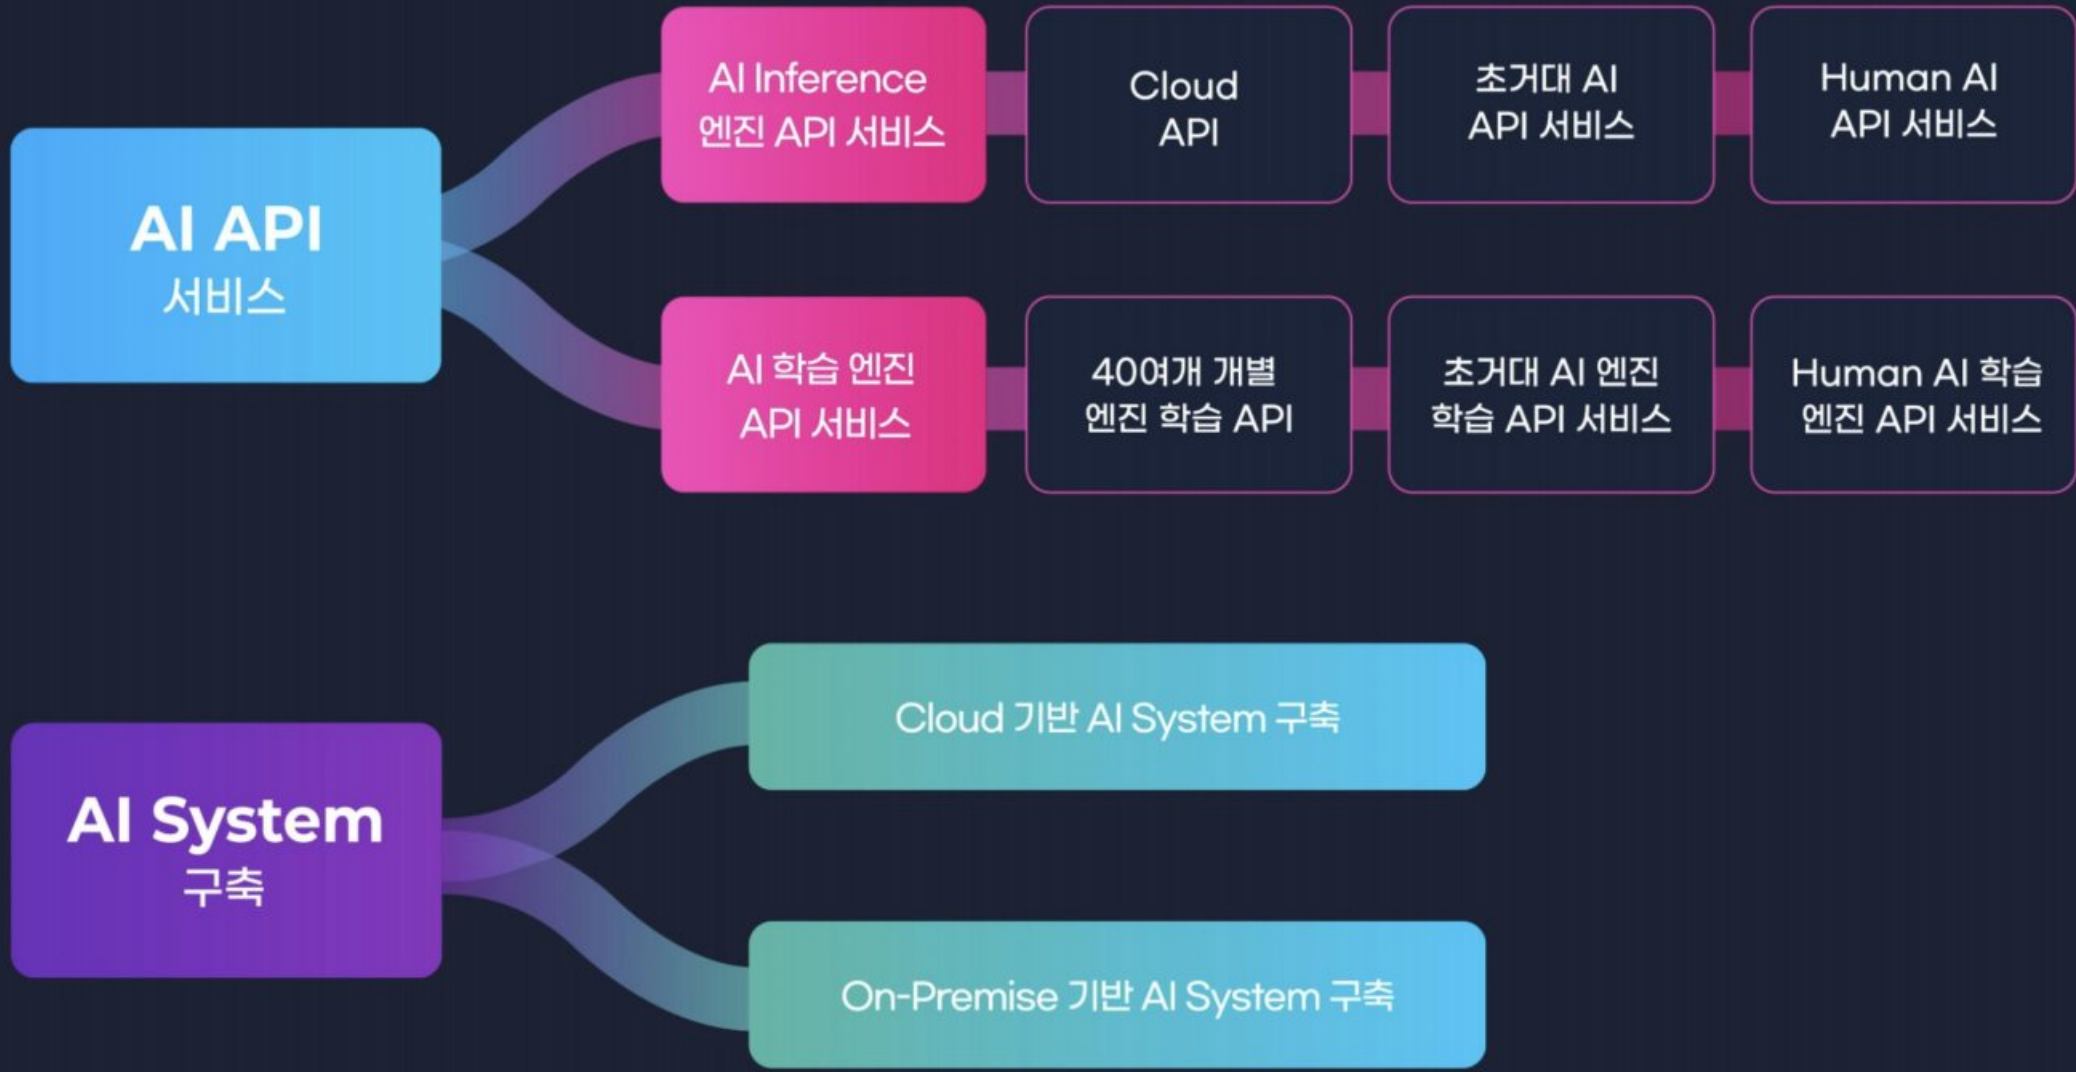 AI API
서비스
AI Inference
엔진 API 서비스
Cloud
API
초거대 AI
API 서비스
Human AI
API 서비스
AI 학습 엔진
API 서비스
40여개 개별
엔진 학습 API
초거대 AI 엔진
학습 API 서비스
Human AI 학습
엔진 API 서비스
AI System
구축
Cloud 기반 AI System 구축
On-Premise 기반 AI System 구축